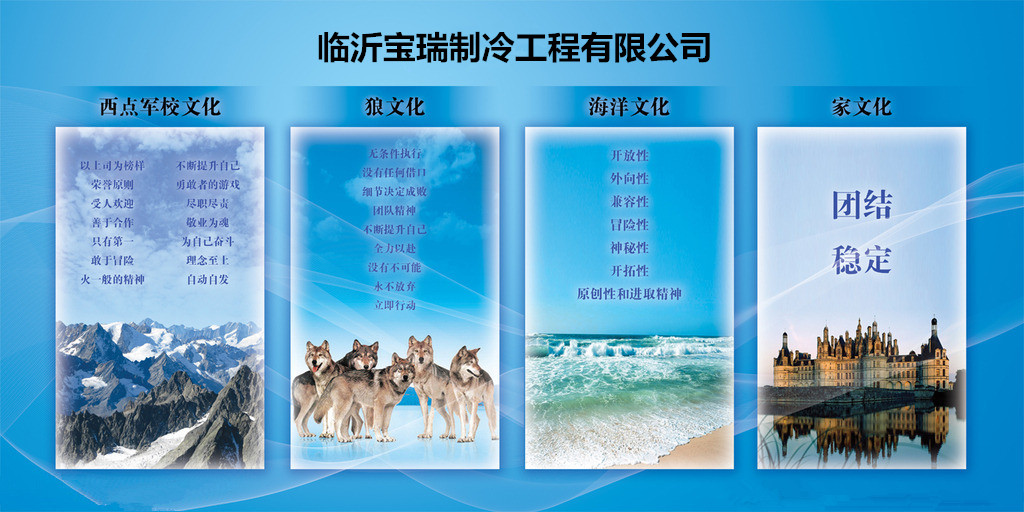 临沂宝瑞制冷工程有限公司
西点军校文化
以上司为榜样 不断提升自己
荣誉原则 勇敢者的游戏
受人欢迎 尽职尽责
善于合作 敬业为魂
只有第一 为自己奋斗
敢于冒险 理念至上
火一般的精神 自动自发
狼文化
无条件执行
没有任何借口
细节决定成败
团队精神
不断提升自己
全力以赴
没有不可能
永不放弃
立即行动
海洋文化
开放性
外向性
兼容性
冒险性
神秘性
开拓性
原创性和进取精神
家文化
团结
稳定